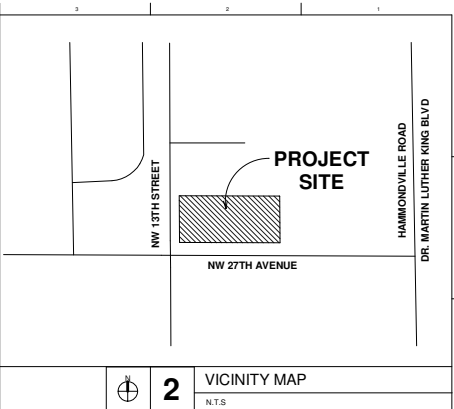 3 2 1
PROJECT
SITE
NW 13TH STREET
HAMMONDVILLE ROAD
DR. MARTIN LUTHER KING BLVD
NW 27TH AVENUE
N
2
VICINITY MAP
N.T.S